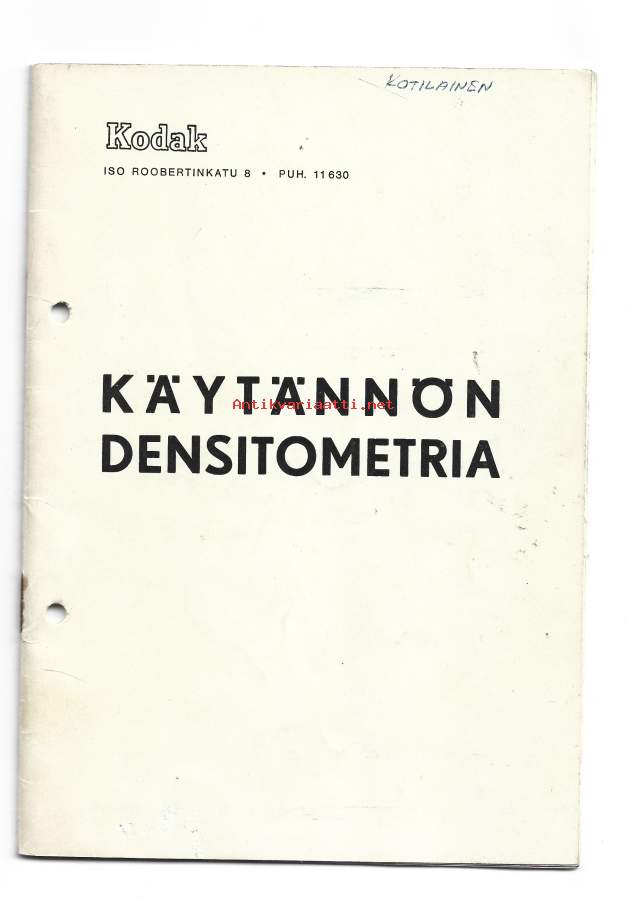 KOTILAINEN
Kodak
ISO ROOBERTINKATU 8 • PUH. 11630
KÄYTÄNNÖN
Antikvariaatti.net
DENSITOMETRIA